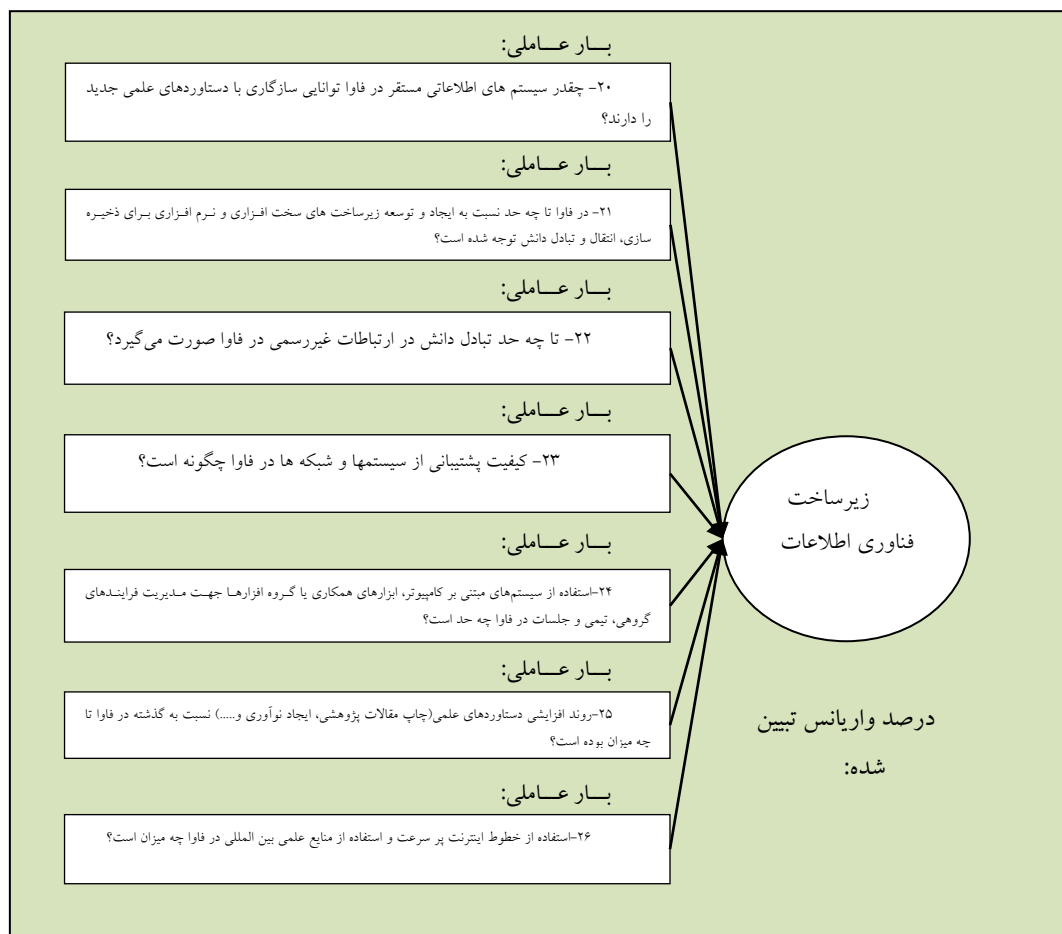 بـــار عـــاملی:
۲۰- چقدر سیستم های اطلاعاتی مستقر در فاوا توانایی سازگاری با دستاوردهای علمی جدید
را دارند؟
بـــار عـــاملی:
۲۱- در فاوا تا چه حد نسبت به ایجاد و توسعه زیرساخت های سخت افـزاری و نـرم افـزاری بـرای ذخیـره
سازی، انتقال و تبادل دانش توجه شده است؟
بـــار عـــاملی:
۲۲- تا چه حد تبادل دانش در ارتباطات غیررسمی در فاوا صورت می‌گیرد؟
بـــار عـــاملی:
۲۳- کیفیت پشتیبانی از سیستمها و شبکه ها در فاوا چگونه است؟
زیرساخت
فناوری اطلاعات
بـــار عـــاملی:
۲۴-استفاده از سیستم‌های مبتنی بر کامپیوتر، ابزارهای همکاری یا گـروه افزارهـا جهـت مـدیریت فراینـدهای
گروهی، تیمی و جلسات در فاوا چه حد است؟
بـــار عـــاملی:
۲۵-روند افزایشی دستاوردهای علمی(چاپ مقالات پژوهشی، ایجاد نوآوری و.....) نسبت به گذشته در فاوا تا
چه میزان بوده است؟
درصد واریانس تبیین
شده:
بـــار عـــاملی:
۲۶-استفاده از خطوط اینترنت پر سرعت و استفاده از منابع علمی بین المللی در فاوا چه میزان است؟